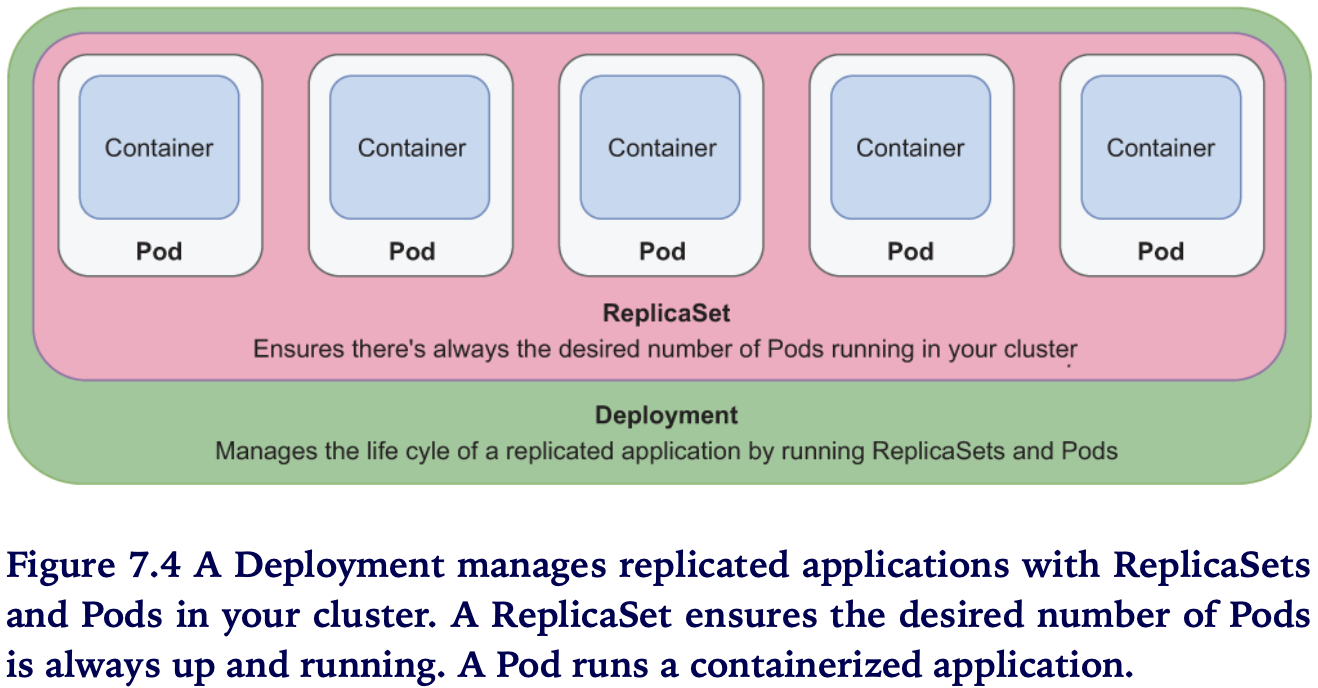 Container Container Container Container Container
Pod Pod Pod Pod Pod
ReplicaSet
Ensures there's always the desired number of Pods running in your cluster
Deployment
Manages the life cyle of a replicated application by running ReplicaSets and Pods
Figure 7.4 A Deployment manages replicated applications with ReplicaSets
and Pods in your cluster. A ReplicaSet ensures the desired number of Pods
is always up and running. A Pod runs a containerized application.